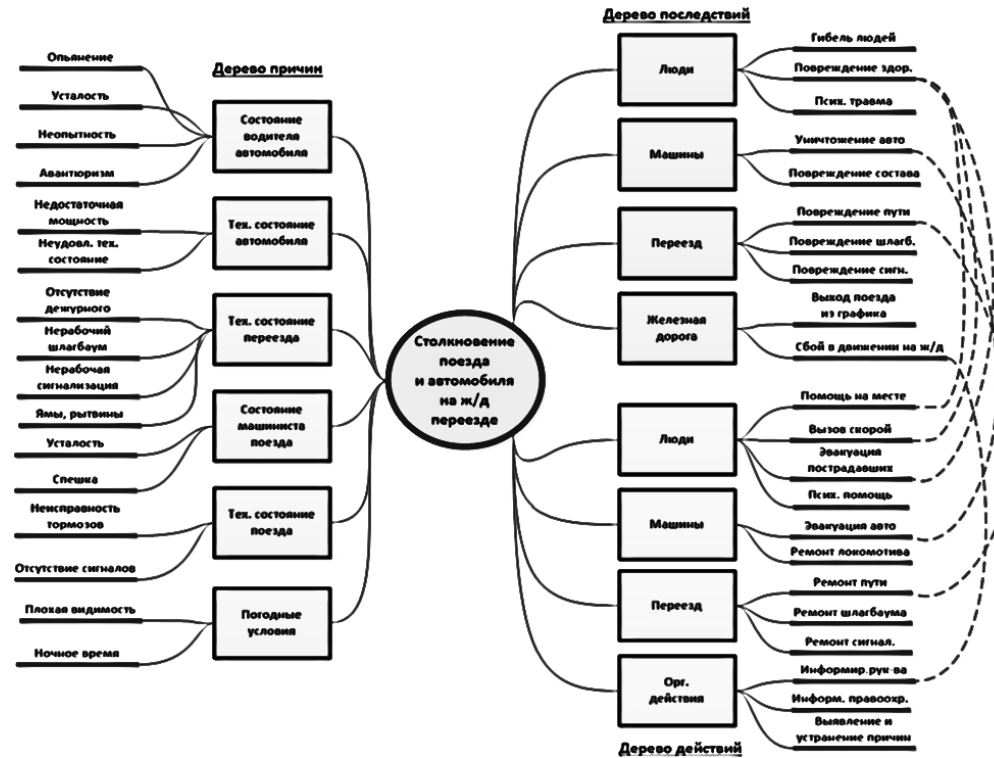 Дерево причин
Опьянение
Усталость
Неопытность
Авантюризм
Состояние
водителя
автомобиля
Недостаточная
мощность
Неудовл. тех.
состояние
Тех. состояние
автомобиля
Отсутствие
дежурного
Нерабочий
шлагбаум
Нерабочая
сигнализация
Ямы, рытвины
Тех. состояние
переезда
Усталость
Спешка
Состояние
машиниста
поезда
Неисправность
тормозов
Отсутствие сигналов
Тех. состояние
поезда
Плохая видимость
Ночное время
Погодные
условия
Столкновение
поезда
и автомобиля
на ж/д
переезде
Дерево последствий
Люди
Гибель людей
Повреждение здор.
Псих. травма
Машины
Уничтожение авто
Повреждение состава
Переезд
Повреждение пути
Повреждение шлагб.
Повреждение сигн.
Железная
дорога
Выход поезда
из графика
Сбой в движении на ж/д
Люди
Помощь на месте
Вызов скорой
Эвакуация
пострадавших
Псих. помощь
Машины
Эвакуация авто
Ремонт локомотива
Переезд
Ремонт пути
Ремонт шлагбаума
Ремонт сигнал.
Орг.
действия
Информир.рук-ва
Информ. правоохр.
Выявление и
устранение причин
Дерево действий